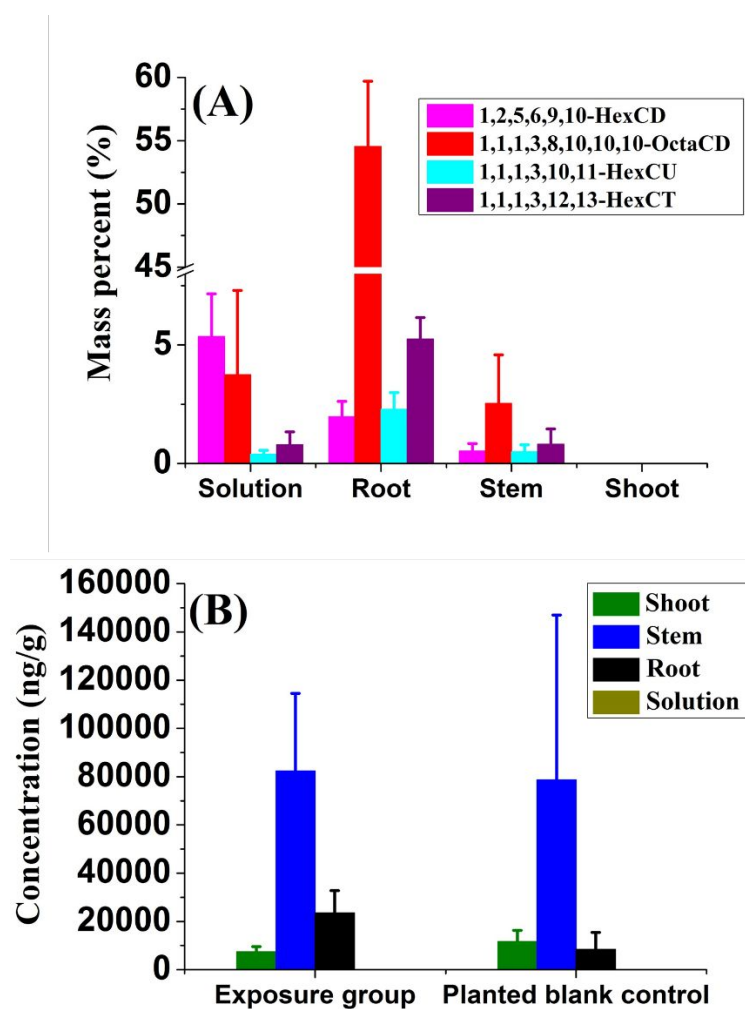 (A)
Mass percent (%)
60
55
50
45
5
0
1,2,5,6,9,10-HexCD
1,1,1,3,8,10,10,10-OctaCD
1,1,1,3,10,11-HexCU
1,1,1,3,12,13-HexCT
Solution Root Stem Shoot
(B)
Concentration (ng/g)
160000
140000
120000
100000
80000
60000
40000
20000
0
Shoot
Stem
Root
Solution
Exposure group Planted blank control